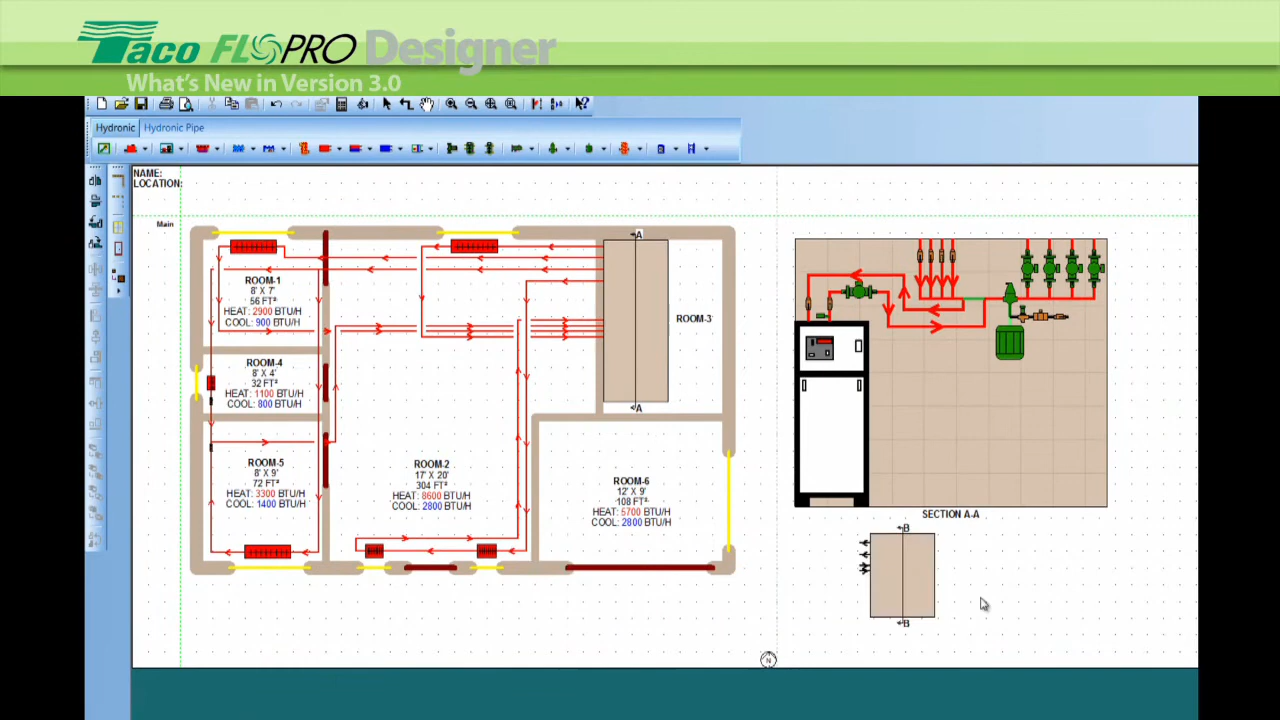 Taco FLOPRO Designer
What's New in Version 3.0
Hydronic
Hydronic Pipe
NAME:
LOCATION:
Main
ROOM-1
8' X 7'
56 FT²
HEAT: 2900 BTU/H
COOL: 900 BTU/H
ROOM-4
8' X 4'
32 FT²
HEAT: 1100 BTU/H
COOL: 800 BTU/H
ROOM-5
8' X 9'
72 FT²
HEAT: 3300 BTU/H
COOL: 1400 BTU/H
ROOM-2
17' X 20'
304 FT²
HEAT: 8600 BTU/H
COOL: 2800 BTU/H
A
ROOM-3
A
ROOM-6
12' X 9'
108 FT²
HEAT: 5700 BTU/H
COOL: 2800 BTU/H
SECTION A-A
B
B
N